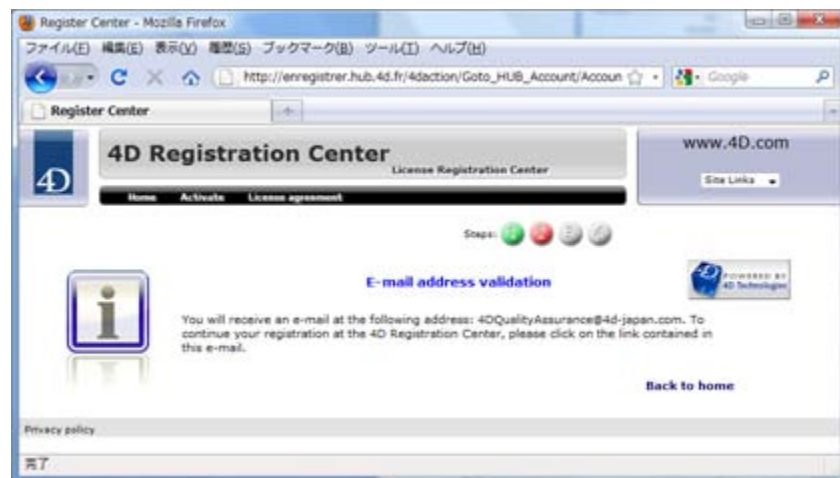 Register Center - Mozilla Firefox
ファイル(F) 編集(E) 表示(V) 履歴(S) ブックマーク(B) ツール(T) ヘルプ(H)
http://enregistrer.hub.4d.fr/4daction/Goto_HUB_Account/Accoun
Google
Register Center
4D
4D Registration Center
License Registration Center
Home Activate License agreement
www.4D.com
Site Links
Steps: 1 2 3 4
E-mail address validation
POWERED BY
4D Technologies
You will receive an e-mail at the following address: 4DQualityAssurance@4d-japan.com. To
continue your registration at the 4D Registration Center, please click on the link contained in
this e-mail.
Back to home
Privacy policy
完了